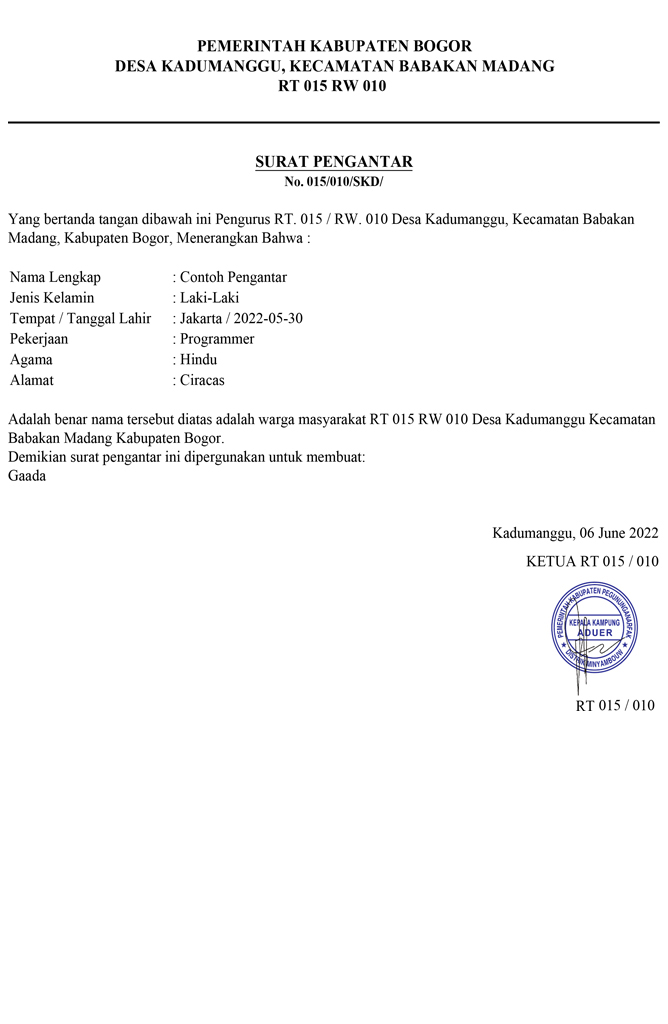 PEMERINTAH KABUPATEN BOGOR
DESA KADUMANGGU, KECAMATAN BABAKAN MADANG
RT 015 RW 010
SURAT PENGANTAR
No. 015/010/SKD/
Yang bertanda tangan dibawah ini Pengurus RT. 015 / RW. 010 Desa Kadumanggu, Kecamatan Babakan
Madang, Kabupaten Bogor, Menerangkan Bahwa :
Nama Lengkap : Contoh Pengantar
Jenis Kelamin : Laki-Laki
Tempat / Tanggal Lahir : Jakarta / 2022-05-30
Pekerjaan : Programmer
Agama : Hindu
Alamat : Ciracas
Adalah benar nama tersebut diatas adalah warga masyarakat RT 015 RW 010 Desa Kadumanggu Kecamatan
Babakan Madang Kabupaten Bogor.
Demikian surat pengantar ini dipergunakan untuk membuat:
Gaada
Kadumanggu, 06 June 2022
KETUA RT 015 / 010
PEMERINTAH KABUPATEN PEGUNUNGAN ARFAK
KEPALA KAMPUNG
ADUER
DISTRIK MINYAMBOUW
RT 015 / 010